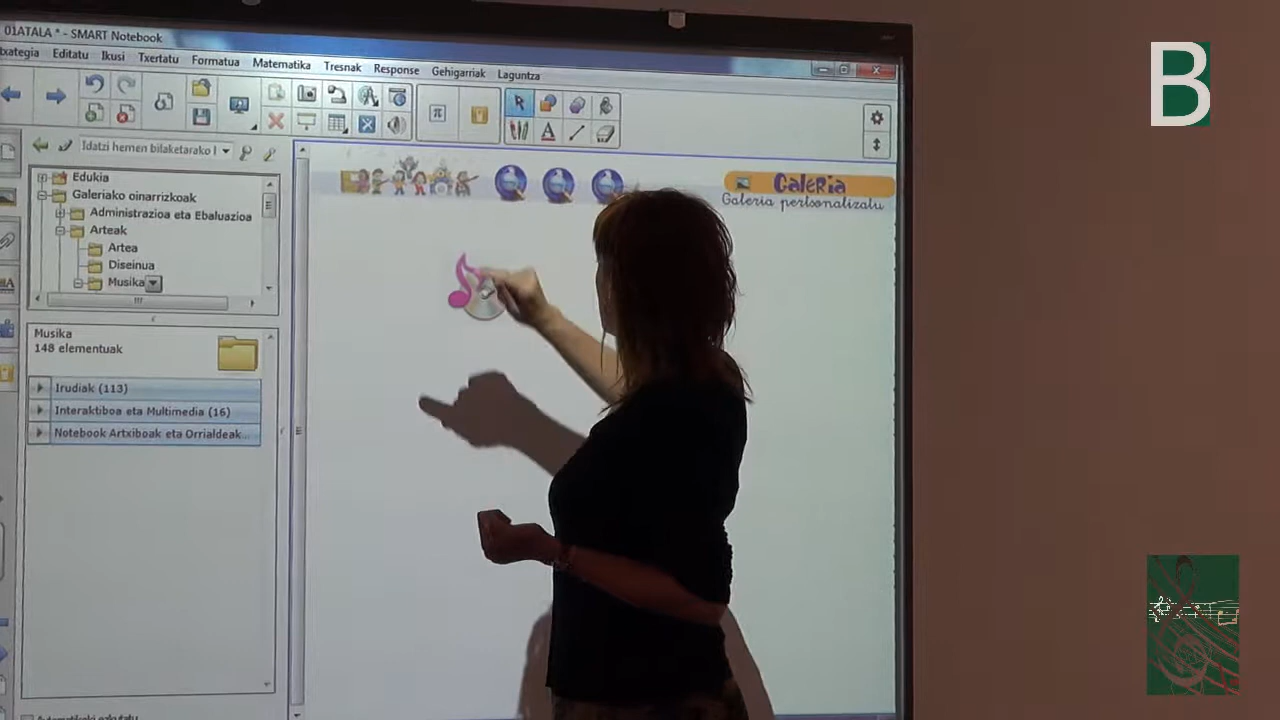 01ATALA * - SMART Notebook
Editatu Ikusi Txertatu Formatua Matematika Tresnak Response Gehigarriak Laguntza
Idatzi hemen bilaketarako
Edukia
Galeriako oinarrizkoak
Administrazioa eta Ebaluazioa
Arteak
Artea
Diseinua
Musika
Musika
148 elementuak
Irudiak (113)
Interaktiboa eta Multimedia (16)
Notebook Artxiboak eta Orrialdeak...
Galeria
Galeria pertsonalizatu
B